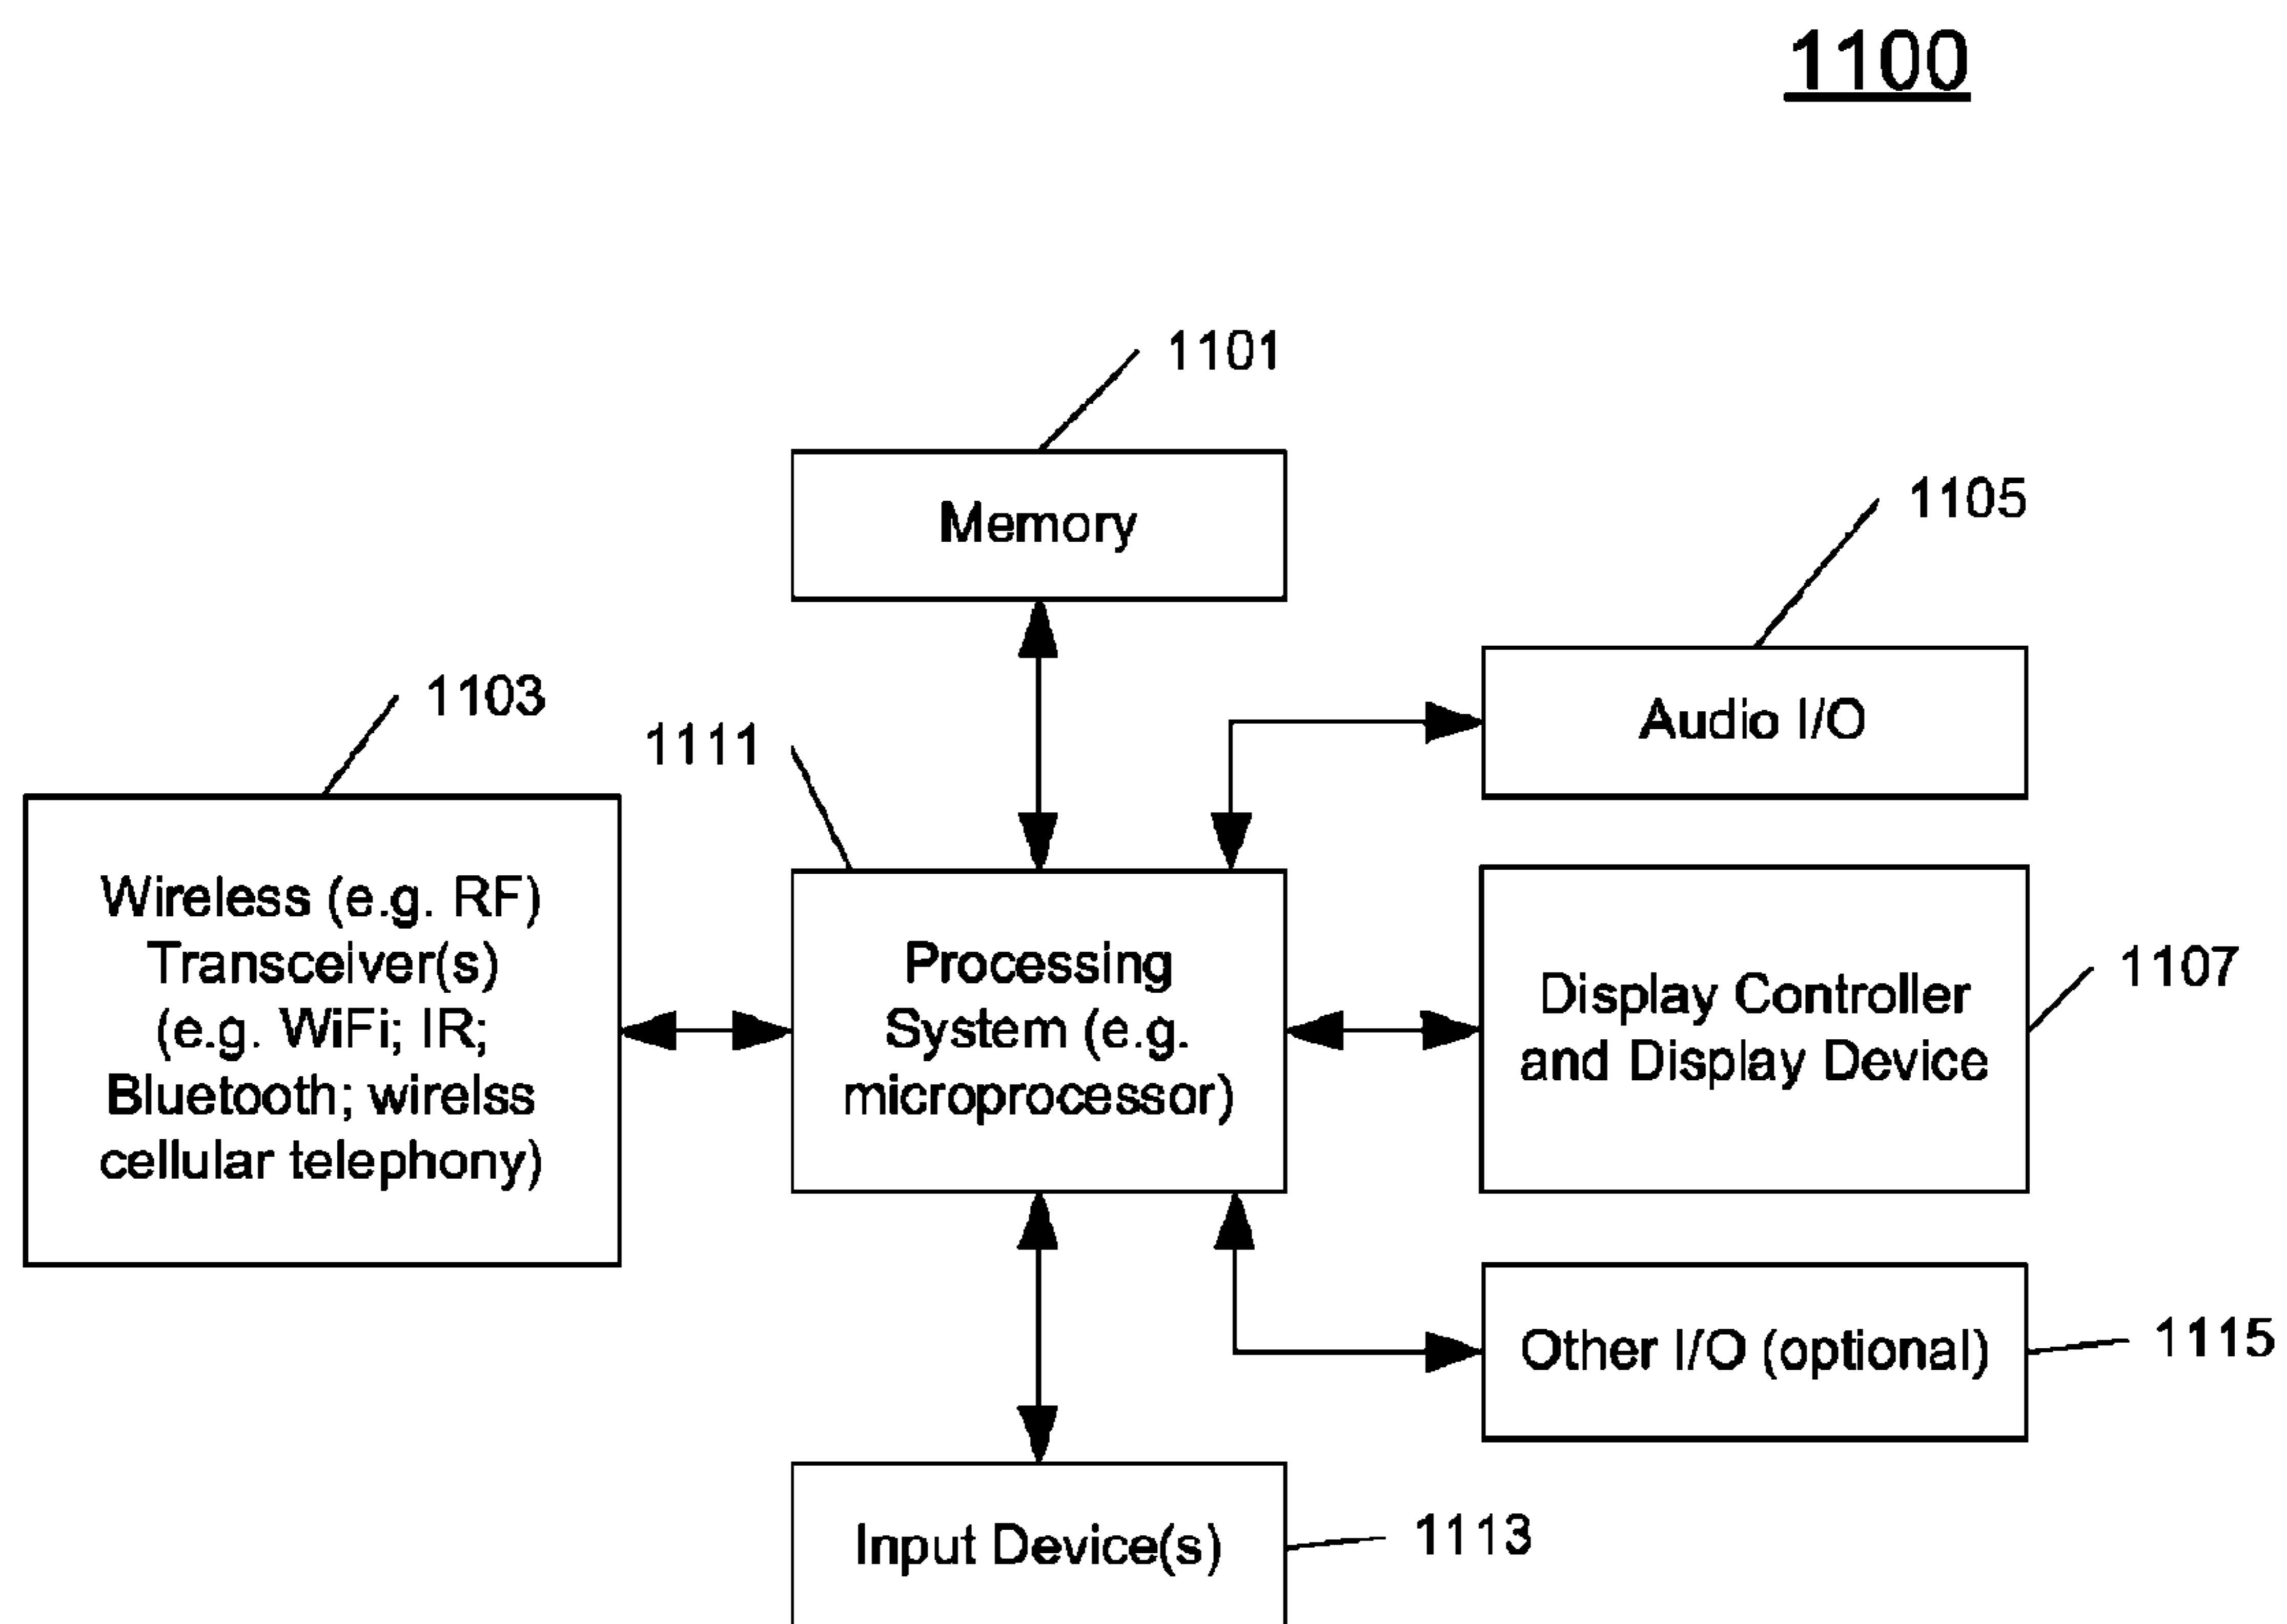 1100
1101
Memory
1105
Audio I/O
1103
1111
Wireless (e.g. RF)
Transceiver(s)
(e.g. WiFi; IR;
Bluetooth; wirelss
cellular telephony)
Processing
System (e.g.
microprocessor)
Display Controller
and Display Device
1107
Other I/O (optional)
1115
Input Device(s)
1113